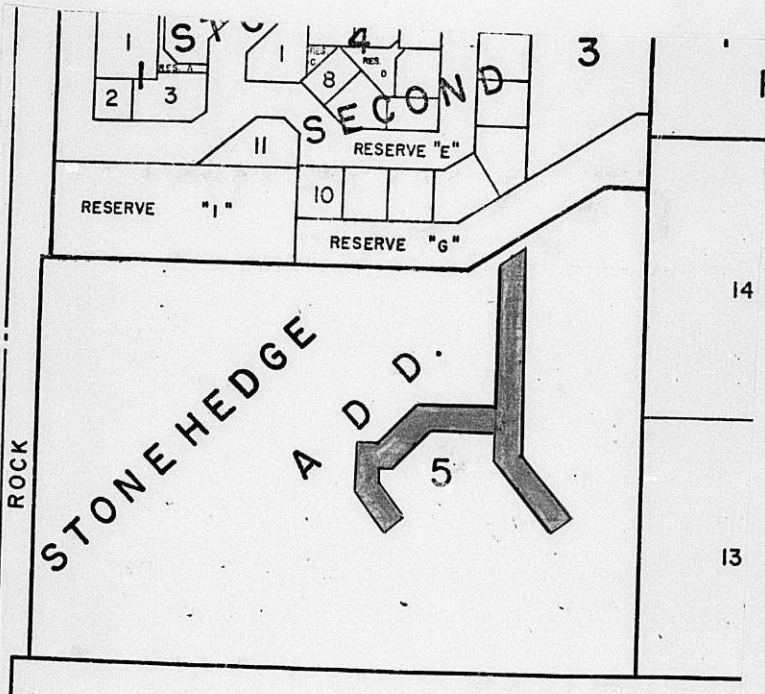 3
1
1
4
RES. C
RES. D
8
RES. A
2
3
SECOND
11
RESERVE "E"
10
RESERVE "I"
RESERVE "G"
14
STONEHEDGE
ADD.
5
ROCK
13